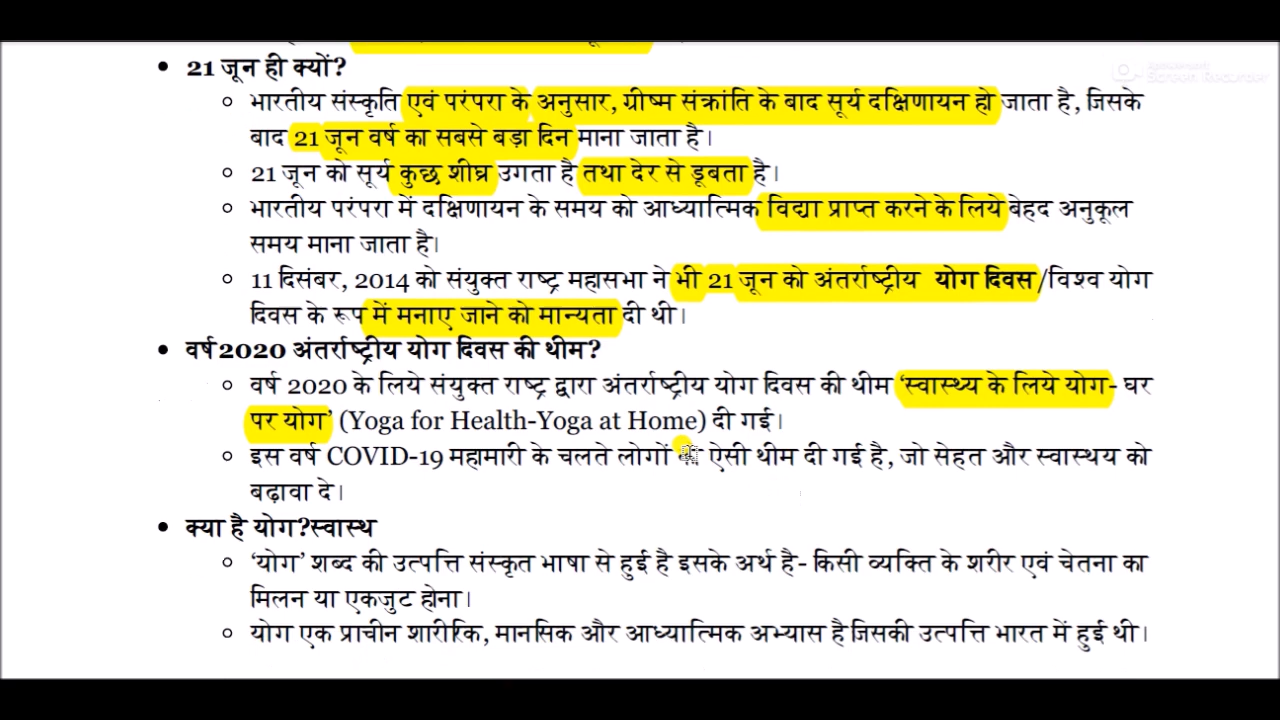 21 जून ही क्यों?
भारतीय संस्कृति एवं परंपरा के अनुसार, ग्रीष्म संक्रांति के बाद सूर्य दक्षिणायन हो जाता है, जिसके
बाद 21 जून वर्ष का सबसे बड़ा दिन माना जाता है।
21 जून को सूर्य कुछ शीघ्र उगता है तथा देर से डूबता है।
भारतीय परंपरा में दक्षिणायन के समय को आध्यात्मिक विद्या प्राप्त करने के लिये बेहद अनुकूल
समय माना जाता है।
11 दिसंबर, 2014 को संयुक्त राष्ट्र महासभा ने भी 21 जून को अंतर्राष्ट्रीय योग दिवस/विश्व योग
दिवस के रूप में मनाए जाने को मान्यता दी थी।
वर्ष 2020 अंतर्राष्ट्रीय योग दिवस की थीम?
वर्ष 2020 के लिये संयुक्त राष्ट्र द्वारा अंतर्राष्ट्रीय योग दिवस की थीम ‘स्वास्थ्य के लिये योग- घर
पर योग’ (Yoga for Health-Yoga at Home) दी गई।
इस वर्ष COVID-19 महामारी के चलते लोगों ऐसी थीम दी गई है, जो सेहत और स्वास्थय को
बढ़ावा दे।
क्या है योग?स्वास्थ
‘योग’ शब्द की उत्पत्ति संस्कृत भाषा से हुई है इसके अर्थ है- किसी व्यक्ति के शरीर एवं चेतना का
मिलन या एकजुट होना।
योग एक प्राचीन शारीरिक, मानसिक और आध्यात्मिक अभ्यास है जिसकी उत्पत्ति भारत में हुई थी।
Screen Recorder